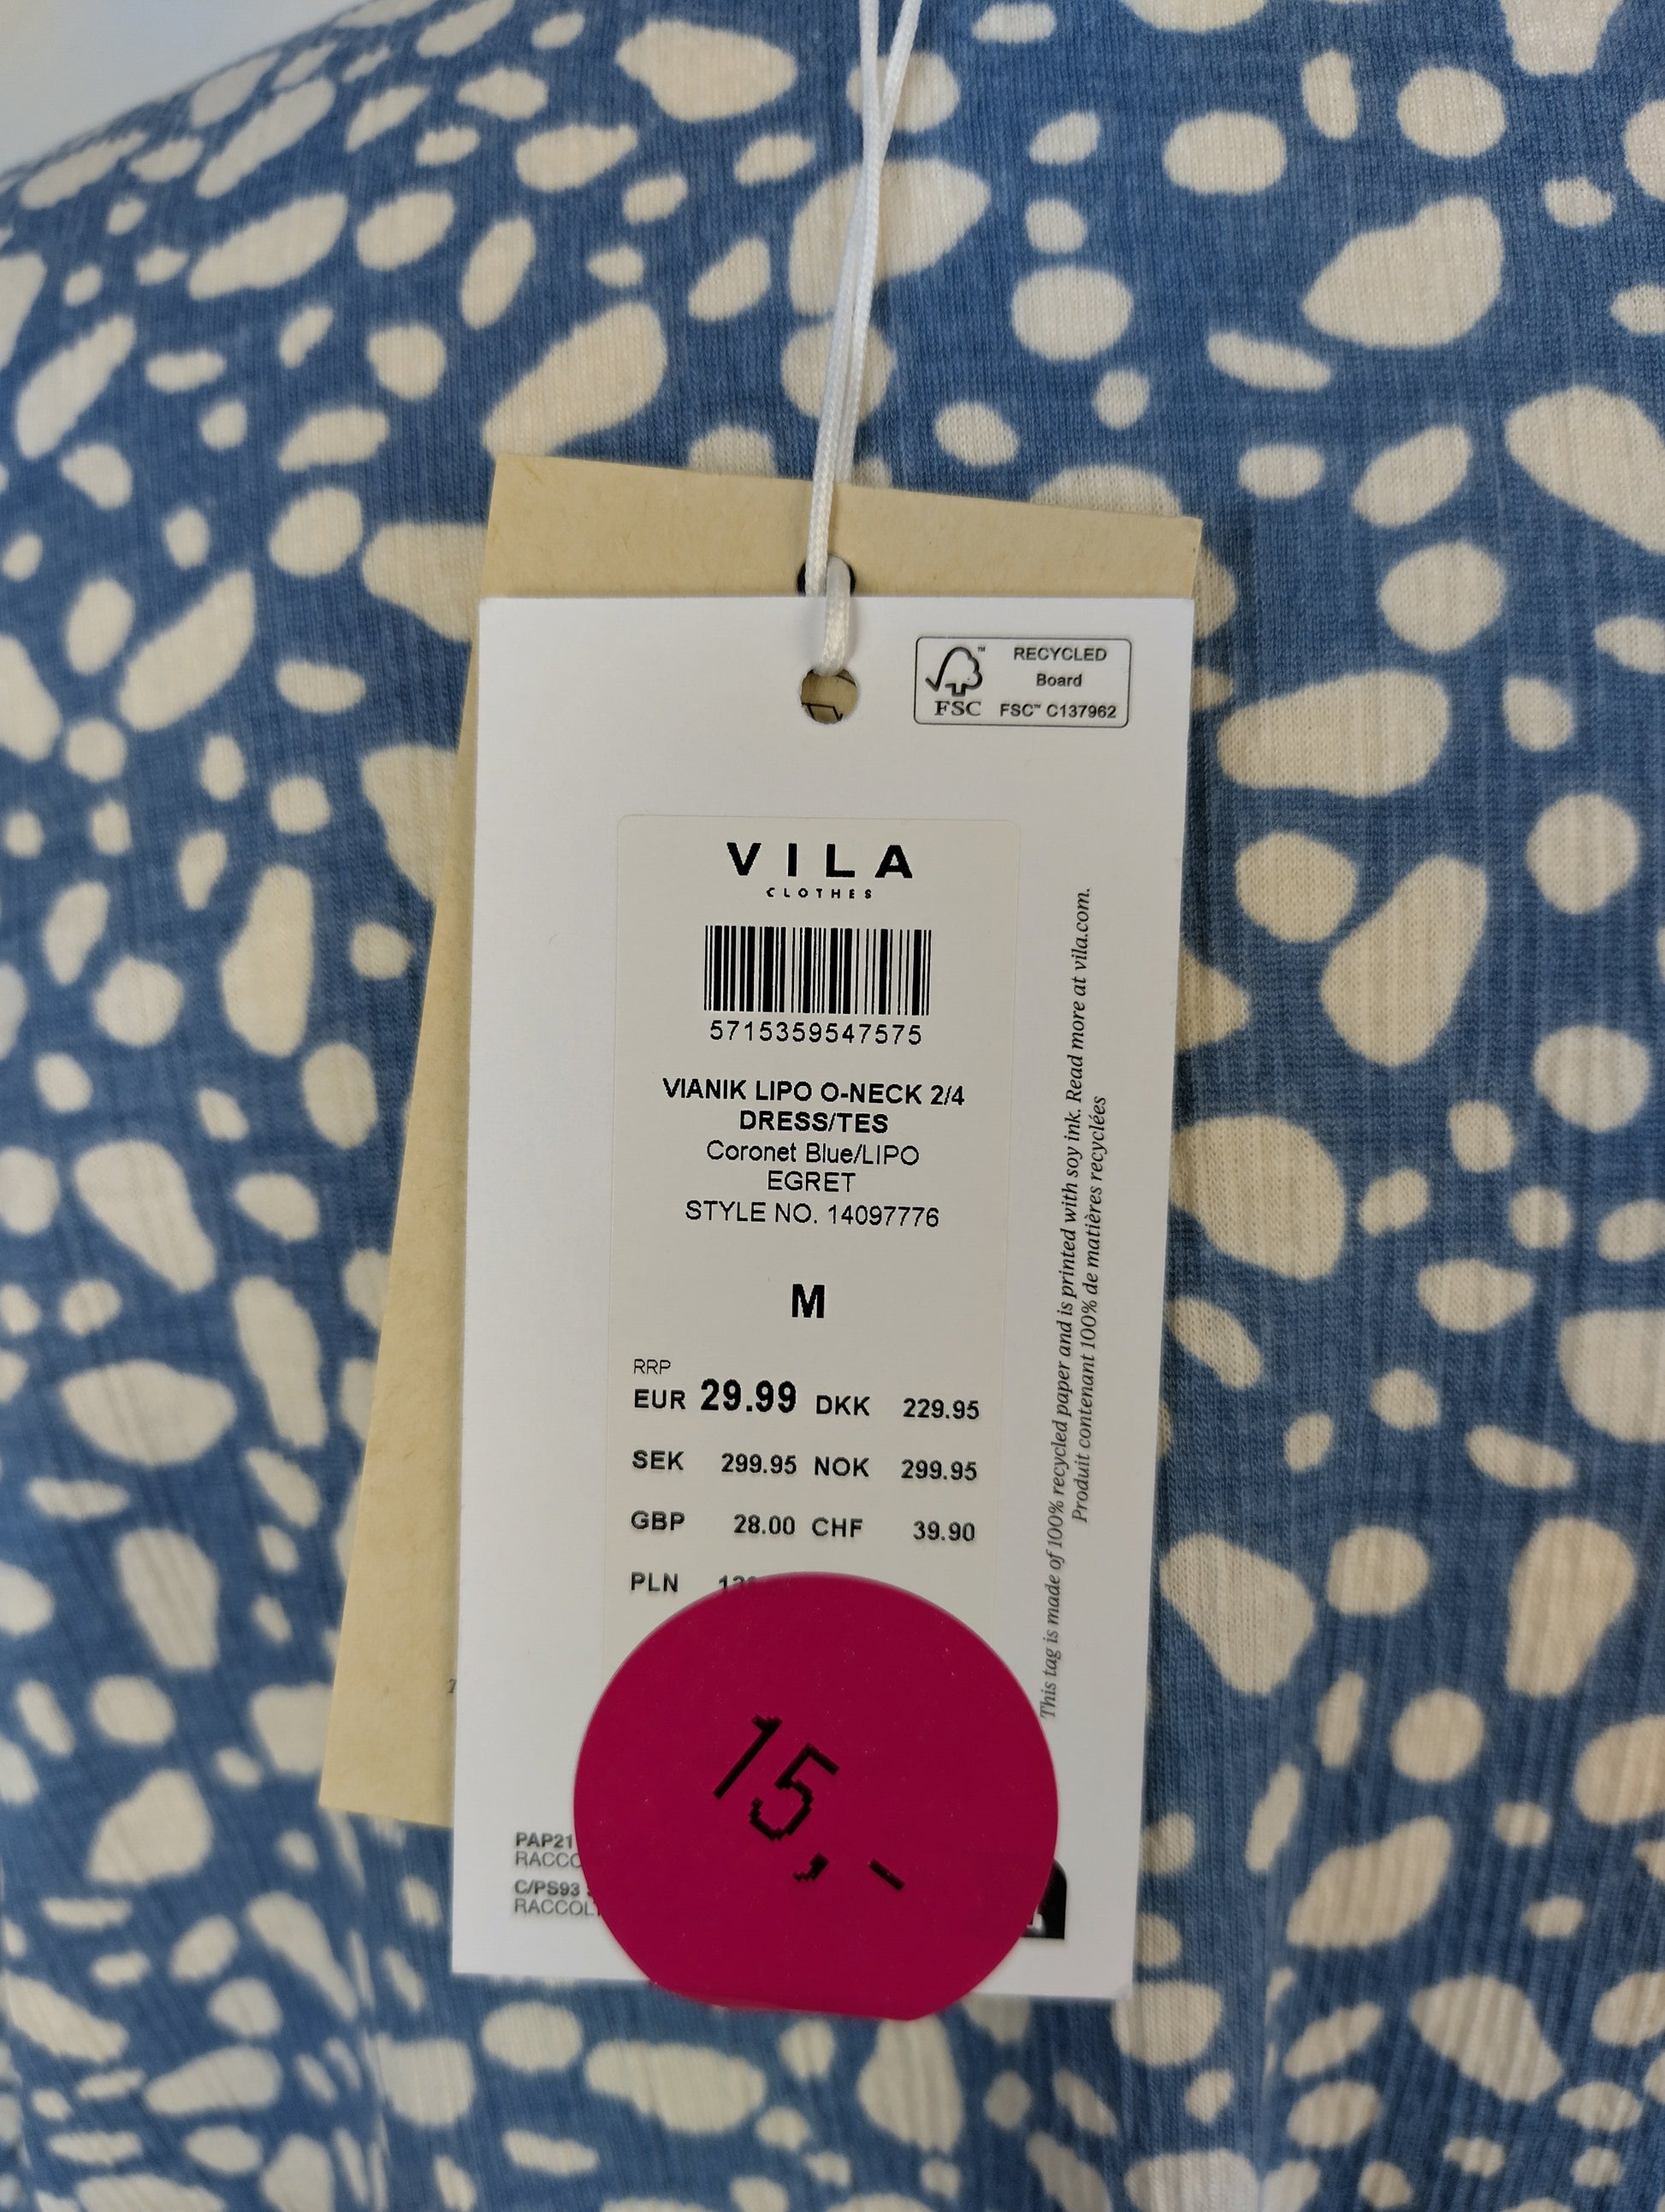 FSC
RECYCLED
Board
FSC™ C137962
VILA
CLOTHES
5715359547575
VIANIK LIPO O-NECK 2/4
DRESS/TES
Coronet Blue/LIPO
EGRET
STYLE NO. 14097776
M
RRP
EUR 29.99 DKK 229.95
SEK 299.95 NOK 299.95
GBP 28.00 CHF 39.90
PLN
15,-
PAP21
C/PS93
This tag is made of 100% recycled paper and is printed with soy ink. Read more at vila.com.
Produit contenant 100% de matières recyclées